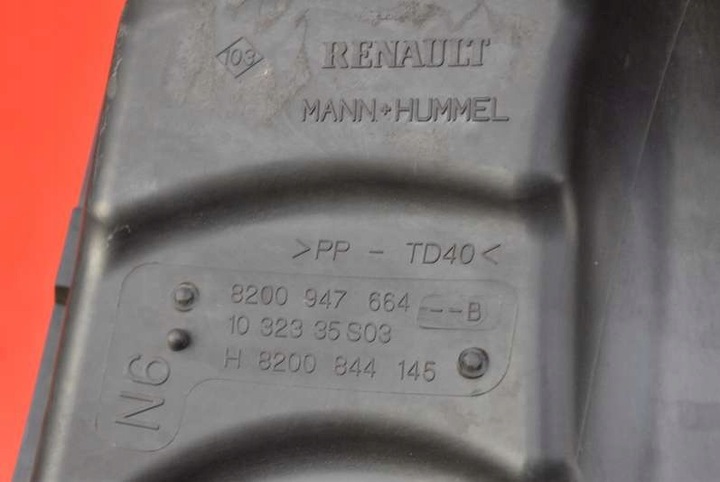 103
RENAULT
MANN+HUMMEL
>PP - TD40<
8200 947 664 --B
10 323 35 S03
H 8200 844 145
N6